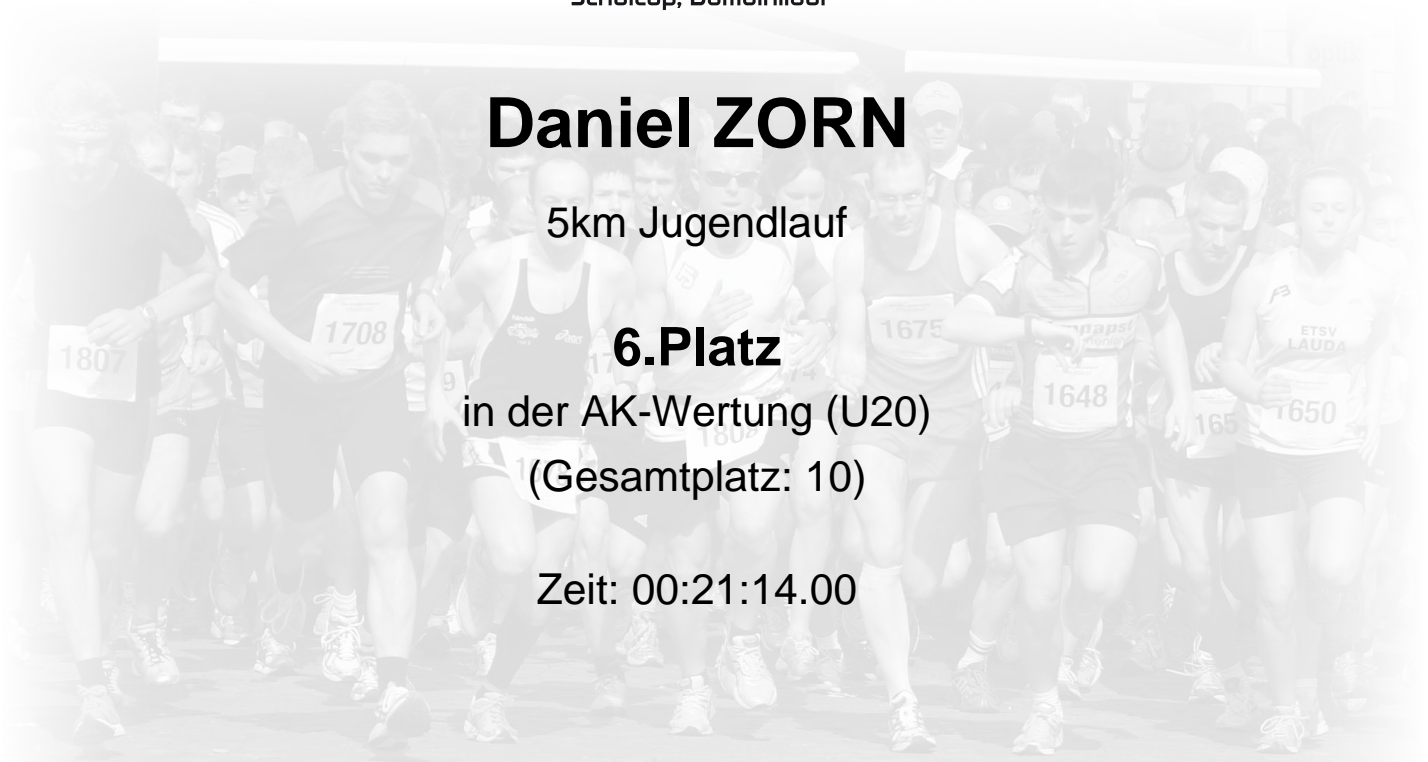 Daniel ZORN
5km Jugendlauf
6.Platz
in der AK-Wertung (U20)
(Gesamtplatz: 10)
Zeit: 00:21:14.00
1807
1708
1675
1648
1650
165
ETSV
LAUDA